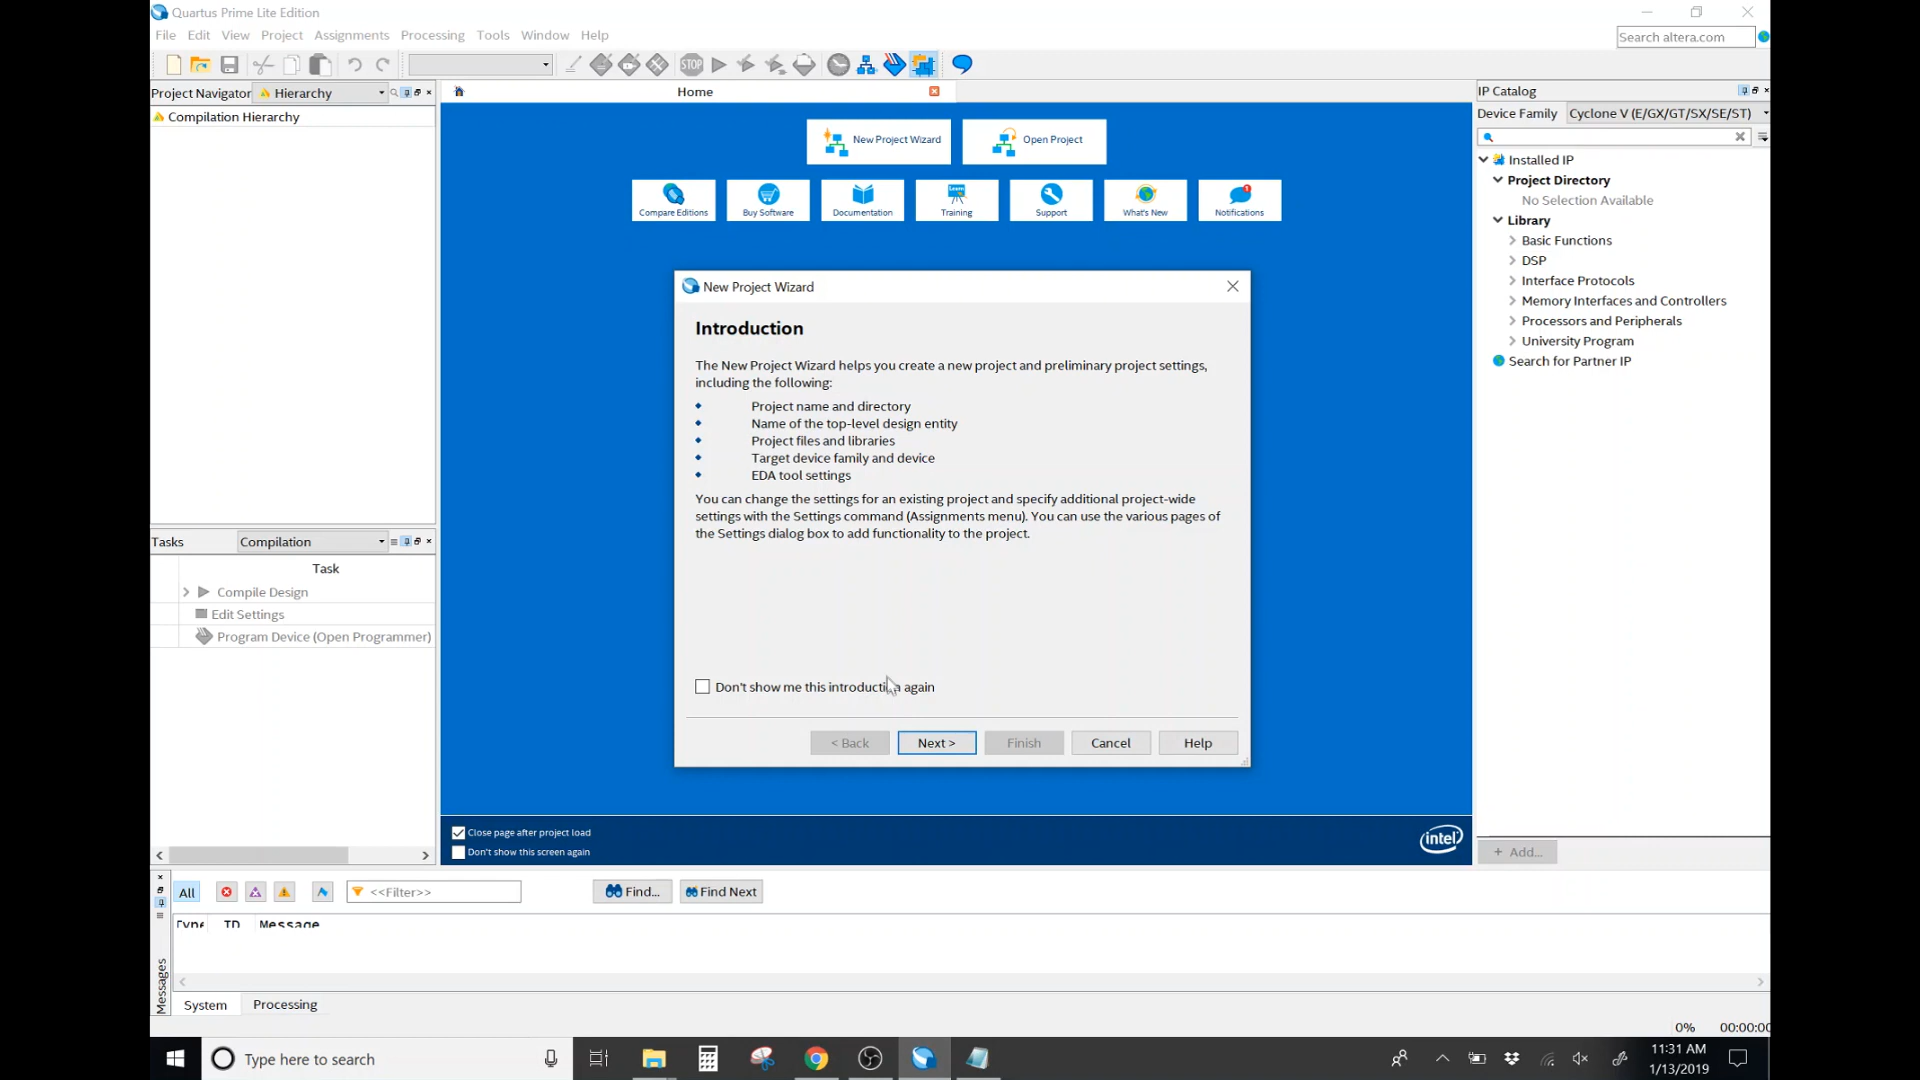 Quartus Prime Lite Edition
File Edit View Project Assignments Processing Tools Window Help
Search altera.com
Project Navigator Hierarchy
Compilation Hierarchy
Home
New Project Wizard
Open Project
Compare Editions
Buy Software
Documentation
Training
Support
What's New
Notifications
New Project Wizard
Introduction
The New Project Wizard helps you create a new project and preliminary project settings,
including the following:
Project name and directory
Name of the top-level design entity
Project files and libraries
Target device family and device
EDA tool settings
You can change the settings for an existing project and specify additional project-wide
settings with the Settings command (Assignments menu). You can use the various pages of
the Settings dialog box to add functionality to the project.
Don't show me this introduction again
< Back Next > Finish Cancel Help
Close page after project load
Don't show this screen again
intel
IP Catalog
Device Family Cyclone V (E/GX/GT/SX/SE/ST)
Installed IP
Project Directory
No Selection Available
Library
Basic Functions
DSP
Interface Protocols
Memory Interfaces and Controllers
Processors and Peripherals
University Program
Search for Partner IP
+ Add...
Tasks Compilation
Task
Compile Design
Edit Settings
Program Device (Open Programmer)
All <<Filter>> Find... Find Next
Type ID Message
Messages
System Processing
0% 00:00:00
Type here to search
11:31 AM
1/13/2019